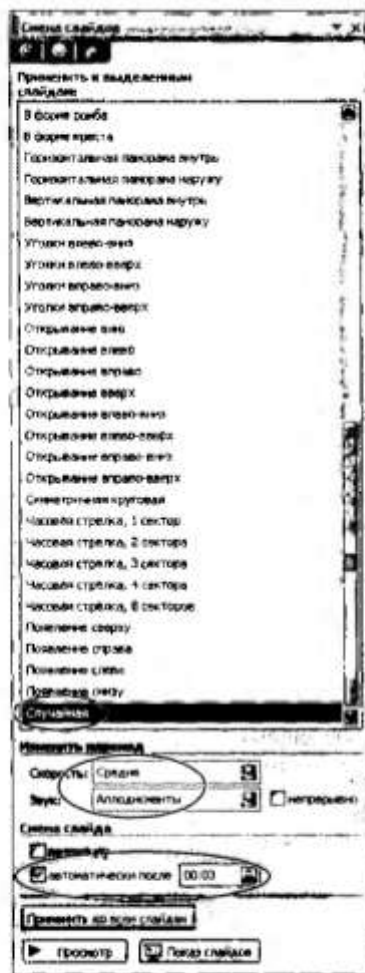 Смена слайдов
Применить к выделенным
слайдам:
В форме ромба
В форме креста
Горизонтальная панорама внутрь
Горизонтальная панорама наружу
Вертикальная панорама внутрь
Вертикальная панорама наружу
Уголки влево-вниз
Уголки влево-вверх
Уголки вправо-вниз
Уголки вправо-вверх
Открывание вниз
Открывание влево
Открывание вправо
Открывание вверх
Открывание влево-вниз
Открывание влево-вверх
Открывание вправо-вниз
Открывание вправо-вверх
Симметричная круговая
Часовая стрелка, 1 сектор
Часовая стрелка, 2 сектора
Часовая стрелка, 3 сектора
Часовая стрелка, 4 сектора
Часовая стрелка, 8 секторов
Появление сверху
Появление справа
Появление слева
Появление снизу
Случайная
Изменить переход
Скорость: Средне
Звук: Аплодисменты непрерывно
Смена слайда
по щелчку
автоматически после 00:03
Применить ко всем слайдам
Просмотр Показ слайдов